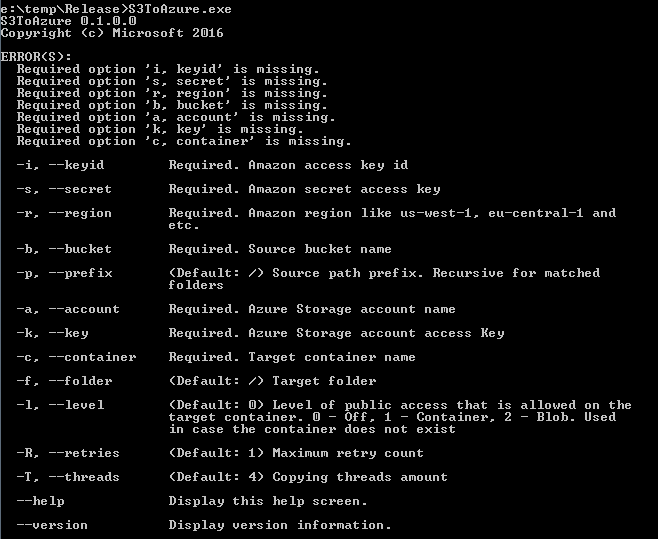 e:\temp\Release>S3ToAzure.exe
S3ToAzure 0.1.0.0
Copyright (c) Microsoft 2016
ERROR(S):
Required option 'i, keyid' is missing.
Required option 's, secret' is missing.
Required option 'r, region' is missing.
Required option 'b, bucket' is missing.
Required option 'a, account' is missing.
Required option 'k, key' is missing.
Required option 'c, container' is missing.
-i, --keyid Required. Amazon access key id
-s, --secret Required. Amazon secret access key
-r, --region Required. Amazon region like us-west-1, eu-central-1 and
etc.
-b, --bucket Required. Source bucket name
-p, --prefix (Default: /) Source path prefix. Recursive for matched
folders
-a, --account Required. Azure Storage account name
-k, --key Required. Azure Storage account access Key
-c, --container Required. Target container name
-f, --folder (Default: /) Target folder
-l, --level (Default: 0) Level of public access that is allowed on the
target container. 0 - Off, 1 - Container, 2 - Blob. Used
in case the container does not exist
-R, --retries (Default: 1) Maximum retry count
-T, --threads (Default: 4) Copying threads amount
--help Display this help screen.
--version Display version information.